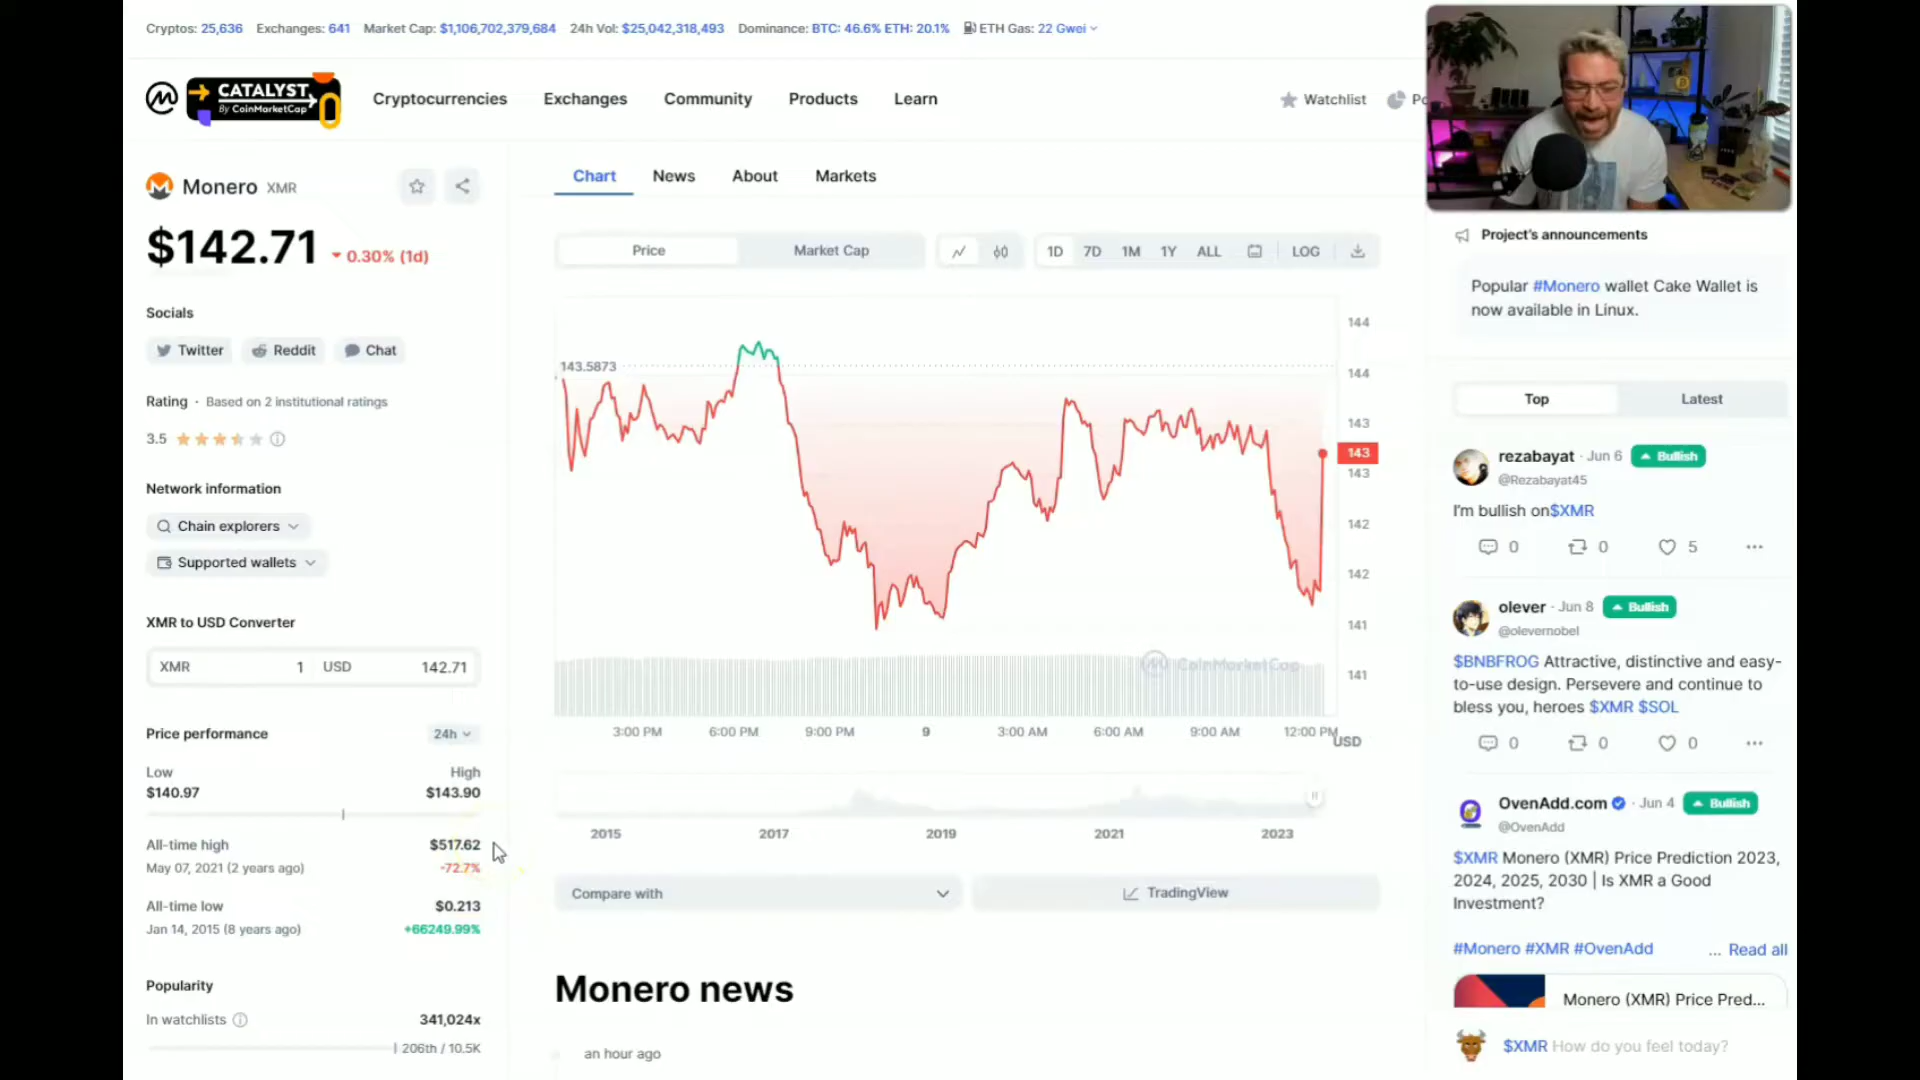 Cryptos: 25,636 Exchanges: 641 Market Cap: $1,106,702,379,684 24h Vol: $25,042,318,493 Dominance: BTC: 46.6% ETH: 20.1% ETH Gas: 22 Gwei
CATALYST
By CoinMarketCap
Cryptocurrencies Exchanges Community Products Learn
Watchlist
Monero XMR
$142.71 0.30% (1d)
Socials
Twitter Reddit Chat
Rating · Based on 2 institutional ratings
3.5
Network information
Chain explorers
Supported wallets
XMR to USD Converter
XMR 1 USD 142.71
Price performance 24h
Low High
$140.97 $143.90
All-time high $517.62
May 07, 2021 (2 years ago) -72.7%
All-time low $0.213
Jan 14, 2015 (8 years ago) +66249.99%
Popularity
In watchlists 341,024x
206th / 10.5K
Chart News About Markets
Price Market Cap 1D 7D 1M 1Y ALL LOG
143.5873
144
144
143
143
143
142
142
141
141
CoinMarketCap
3:00 PM 6:00 PM 9:00 PM 9 3:00 AM 6:00 AM 9:00 AM 12:00 PM
USD
2015 2017 2019 2021 2023
Compare with TradingView
Monero news
an hour ago
Project's announcements
Popular #Monero wallet Cake Wallet is
now available in Linux.
Top Latest
rezabayat · Jun 6 Bullish
@Rezabayat45
I'm bullish on$XMR
0 0 5 ...
olever · Jun 8 Bullish
@olevernobel
$BNBFROG Attractive, distinctive and easy-
to-use design. Persevere and continue to
bless you, heroes $XMR $SOL
0 0 0 ...
OvenAdd.com · Jun 4 Bullish
@OvenAdd
$XMR Monero (XMR) Price Prediction 2023,
2024, 2025, 2030 | Is XMR a Good
Investment?
#Monero #XMR #OvenAdd ... Read all
Monero (XMR) Price Pred...
$XMR How do you feel today?